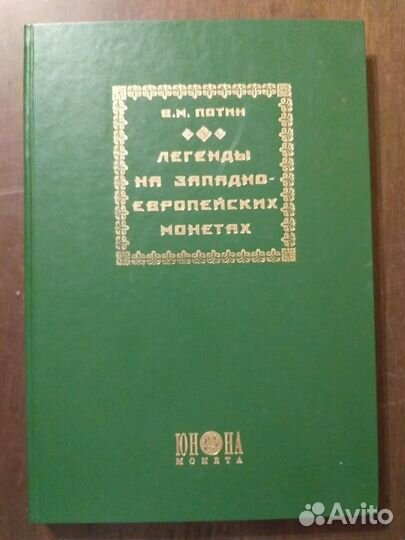 В.М. ПОТИН
ЛЕГЕНДЫ
НА ЗАПАДНО-
ЕВРОПЕЙСКИХ
МОНЕТАХ
ЮНОНА
МОНЕТА
Avito